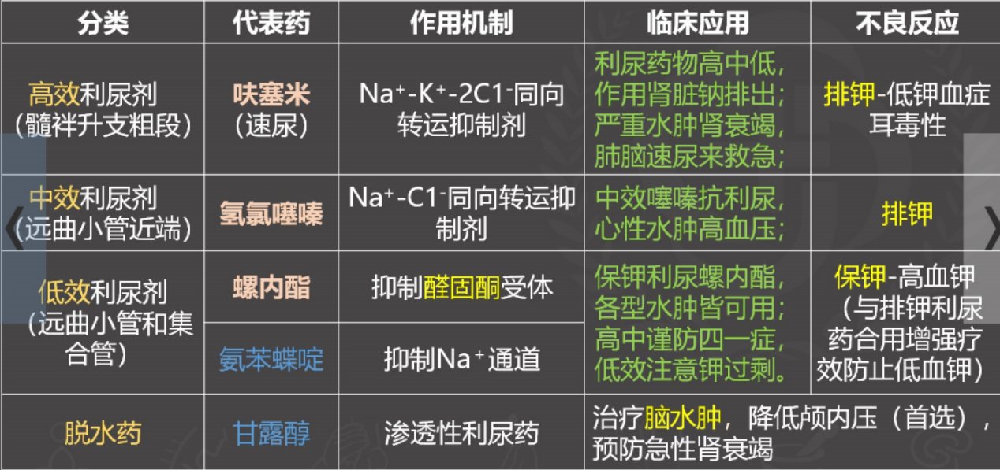 分类 代表药 作用机制 临床应用 不良反应
高效利尿剂
（髓袢升支粗段）
呋塞米
（速尿）
Na⁺-K⁺-2C1⁻同向
转运抑制剂
利尿药物高中低，
作用肾脏钠排出；
严重水肿肾衰竭，
肺脑速尿来救急；
排钾-低钾血症
耳毒性
中效利尿剂
（远曲小管近端）
氢氯噻嗪
Na⁺-C1⁻同向转运抑
制剂
中效噻嗪抗利尿，
心性水肿高血压；
排钾
低效利尿剂
（远曲小管和集
合管）
螺内酯
抑制醛固酮受体
氨苯蝶啶
抑制Na⁺通道
保钾利尿螺内酯，
各型水肿皆可用；
高中谨防四一症，
低效注意钾过剩。
保钾-高血钾
（与排钾利尿
药合用增强疗
效防止低血钾）
脱水药
甘露醇
渗透性利尿药
治疗脑水肿，降低颅内压（首选），
预防急性肾衰竭